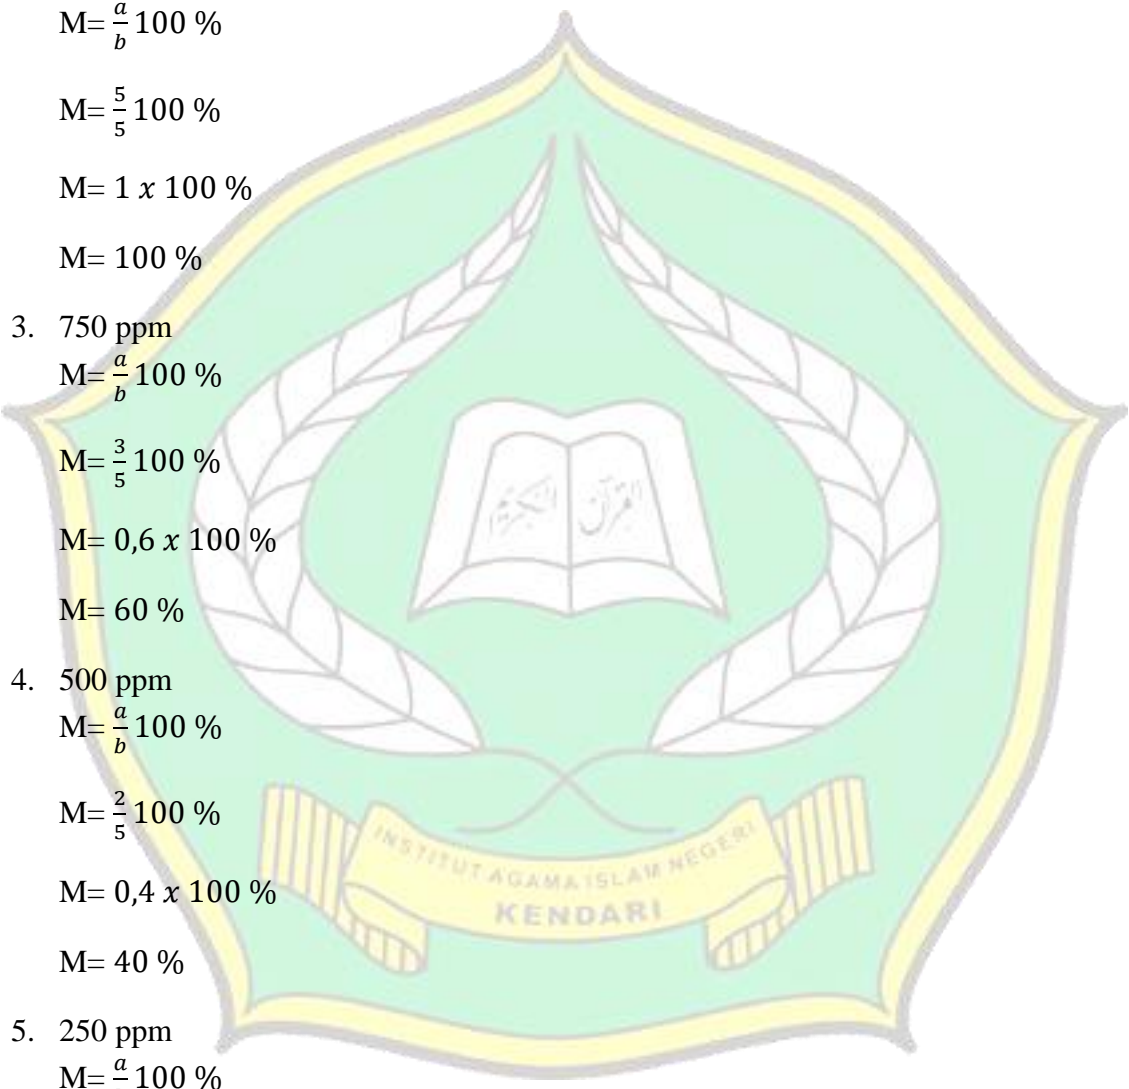 M= a/b 100 %
M= 5/5 100 %
M= 1 x 100 %
M= 100 %
3. 750 ppm
M= a/b 100 %
M= 3/5 100 %
M= 0,6 x 100 %
M= 60 %
4. 500 ppm
M= a/b 100 %
M= 2/5 100 %
M= 0,4 x 100 %
M= 40 %
5. 250 ppm
M= a/ 100 %
INSTITUT AGAMA ISLAM NEGERI
KENDARI